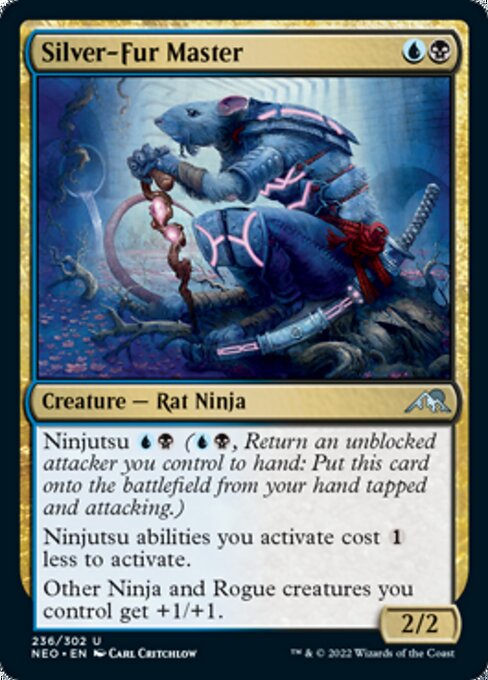 Silver-Fur Master
Creature — Rat Ninja
Ninjutsu (, Return an unblocked
attacker you control to hand: Put this card
onto the battlefield from your hand tapped
and attacking.)
Ninjutsu abilities you activate cost 1
less to activate.
Other Ninja and Rogue creatures you
control get +1/+1.
2/2
236/302 U
NEO • EN Carl Critchlow
™ & © 2022 Wizards of the Coast